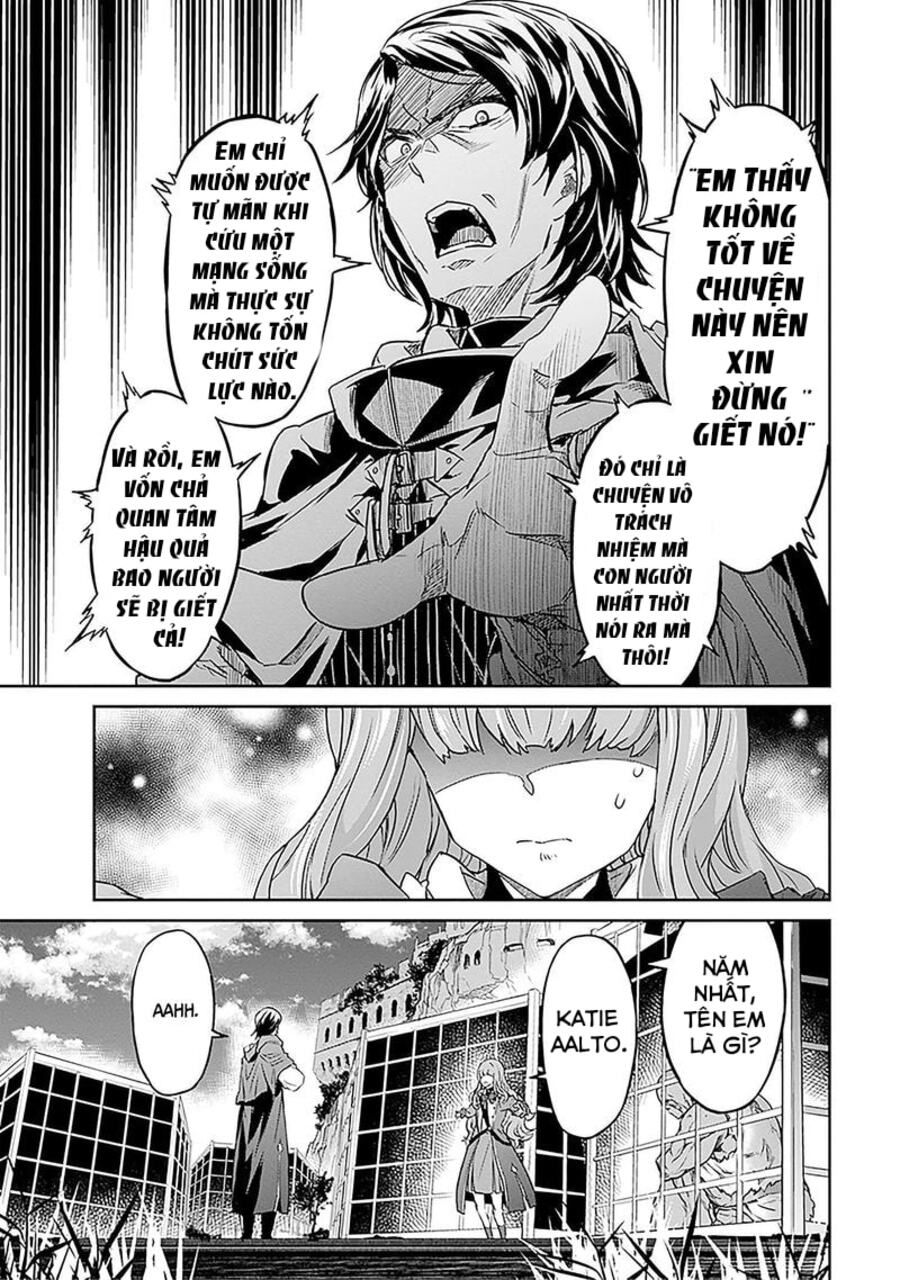 "EM THẤY
KHÔNG
TỐT VỀ
CHUYỆN
NÀY NÊN
XIN
ĐỪNG "
GIẾT NÓ!"
ĐÓ CHỈ LÀ
CHUYỆN VÔ
TRÁCH
NHIỆM MÀ
CON NGƯỜI
NHẤT THỜI
NÓI RA MÀ
THÔI!
EM CHỈ
MUỐN ĐƯỢC
TỰ MÃN KHI
CỨU MỘT
MẠNG SỐNG
MÀ THỰC SỰ
KHÔNG TỐN
CHÚT SỨC
LỰC NÀO.
VÀ RỒI, EM
VỐN CHẢ
QUAN TÂM
HẬU QUẢ
BAO NGƯỜI
SẼ BỊ GIẾT
CẢ!
NĂM
NHẤT,
TÊN EM
LÀ GÌ?
KATIE
AALTO.
AAHH.